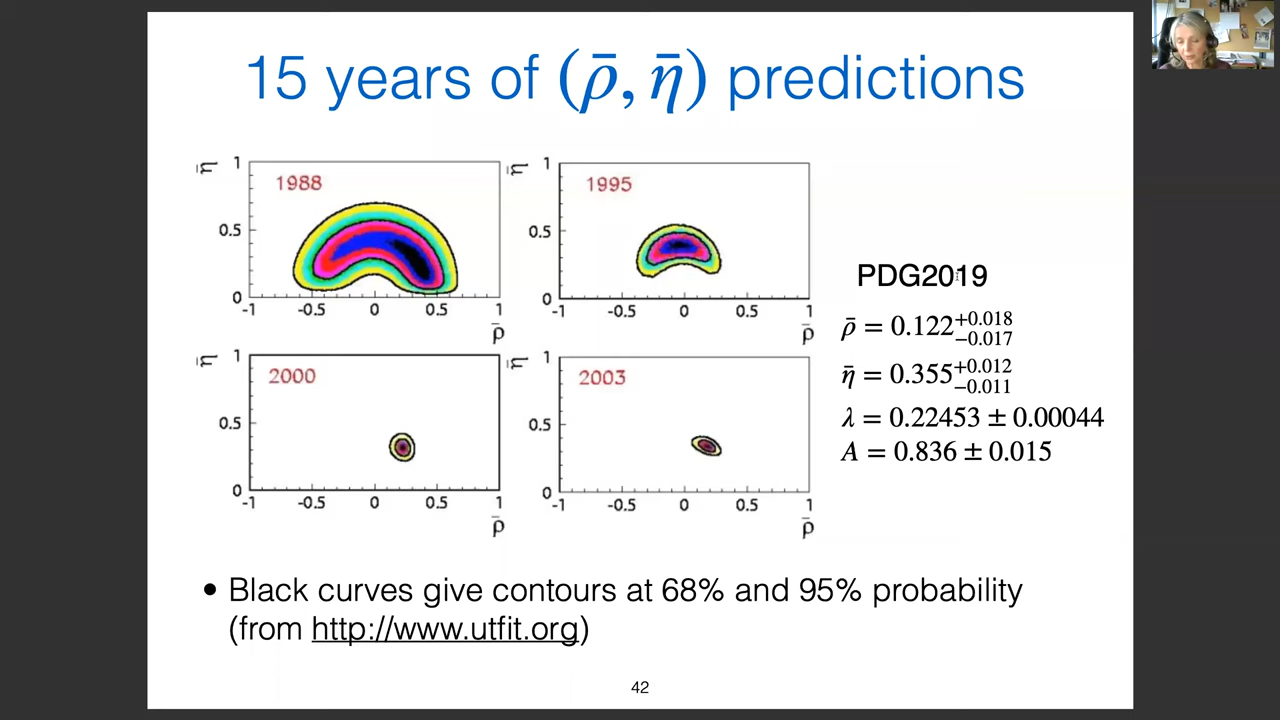 15 years of (ρ̄, η̄) predictions
η̄ 1 1988 0.5 0 -1 -0.5 0 0.5 1 ρ̄
η̄ 1 1995 0.5 0 -1 -0.5 0 0.5 1 ρ̄
η̄ 1 2000 0.5 0 -1 -0.5 0 0.5 1 ρ̄
η̄ 1 2003 0.5 0 -1 -0.5 0 0.5 1 ρ̄
PDG2019
ρ̄ = 0.122 +0.018 −0.017
η̄ = 0.355 +0.012 −0.011
λ = 0.22453 ± 0.00044
A = 0.836 ± 0.015
• Black curves give contours at 68% and 95% probability
(from http://www.utfit.org)
42